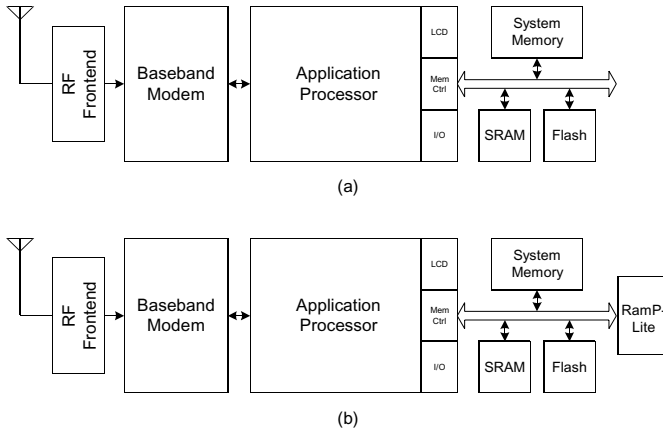 RF
Frontend
Baseband
Modem
Application
Processor
LCD
Mem
Ctrl
I/O
System
Memory
SRAM
Flash
(a)
RF
Frontend
Baseband
Modem
Application
Processor
LCD
Mem
Ctrl
I/O
System
Memory
SRAM
Flash
RamP-
Lite
(b)